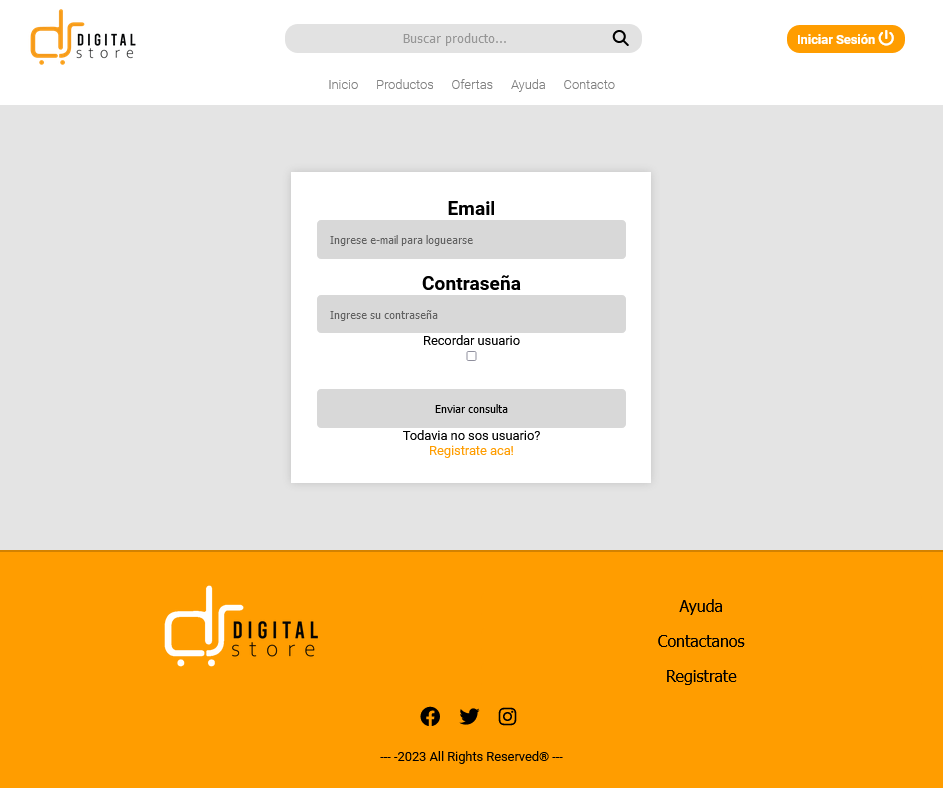 DIGITAL
store
Buscar producto...
Iniciar Sesión
Inicio Productos Ofertas Ayuda Contacto
Email
Ingrese e-mail para loguearse
Contraseña
Ingrese su contraseña
Recordar usuario
Enviar consulta
Todavia no sos usuario?
Registrate aca!
DIGITAL
store
Ayuda
Contactanos
Registrate
--- -2023 All Rights Reserved® ---